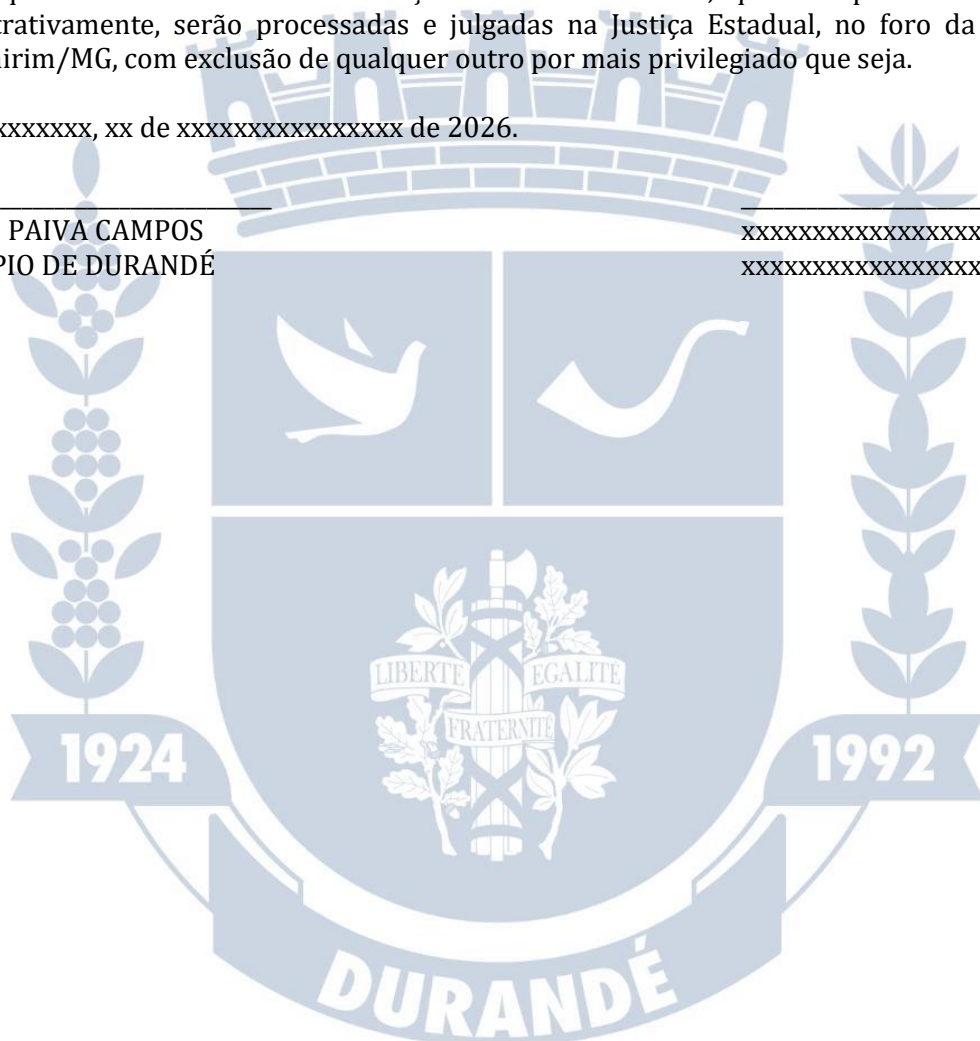 trativamente, serão processadas e julgadas na Justiça Estadual, no foro da
irim/MG, com exclusão de qualquer outro por mais privilegiado que seja.
xxxxxxx, xx de xxxxxxxxxxxxxxxx de 2026.
PAIVA CAMPOS
xxxxxxxxxxxxxxxxx
PIO DE DURANDÉ
xxxxxxxxxxxxxxxxx
LIBERTE
EGALITÉ
FRATERNITÉ
1924
1992
DURANDÉ